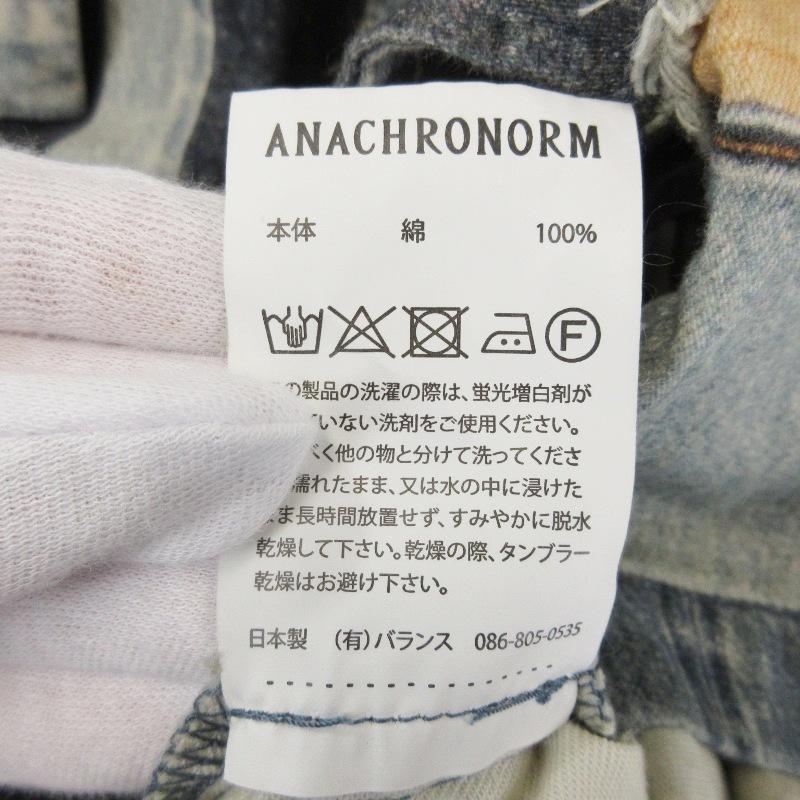 ANACHRONORM
本体 綿 100%
F
の製品の洗濯の際は、蛍光増白剤が
いない洗剤をご使用ください。
べく他の物と分けて洗ってくださ
濡れたまま、又は水の中に浸けた
ま長時間放置せず、すみやかに脱水
乾燥して下さい。乾燥の際、タンブラー
乾燥はお避け下さい。
日本製 （有）バランス 086-805-0535